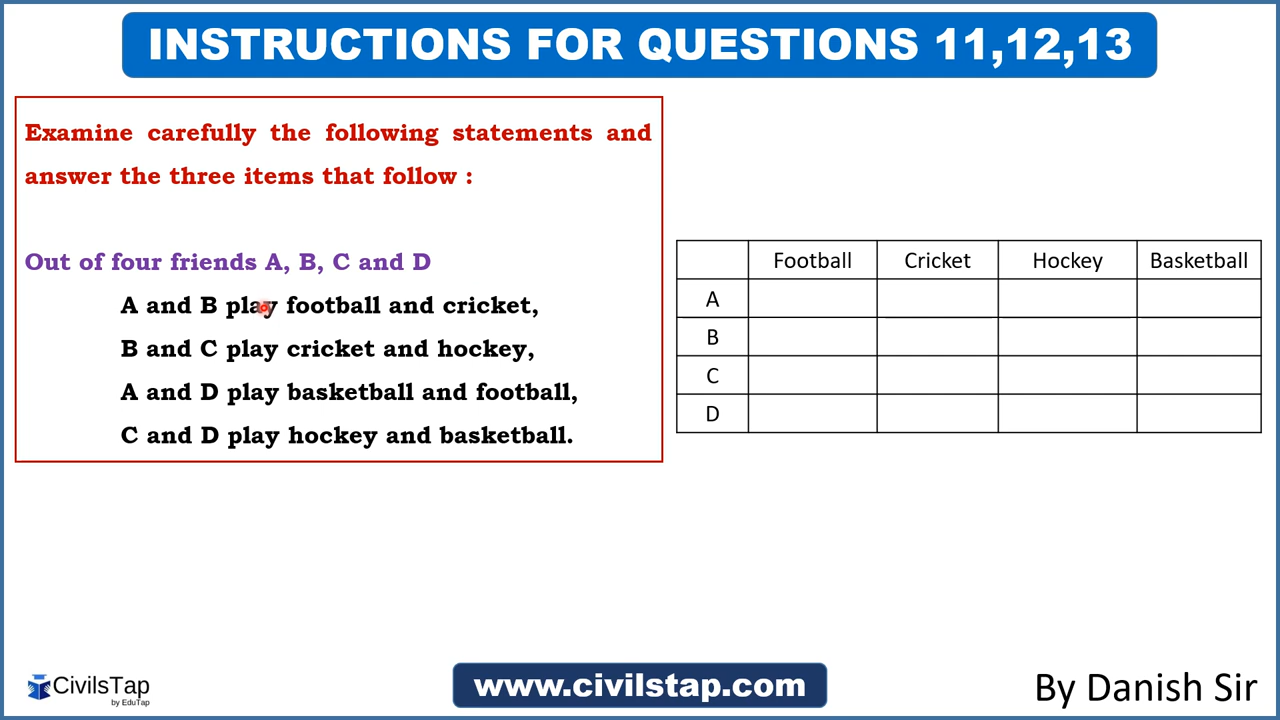 INSTRUCTIONS FOR QUESTIONS 11,12,13
Examine carefully the following statements and
answer the three items that follow :
Out of four friends A, B, C and D
A and B play football and cricket,
B and C play cricket and hockey,
A and D play basketball and football,
C and D play hockey and basketball.
Football Cricket Hockey Basketball
A
B
C
D
CivilsTap
by EduTap
www.civilstap.com
By Danish Sir